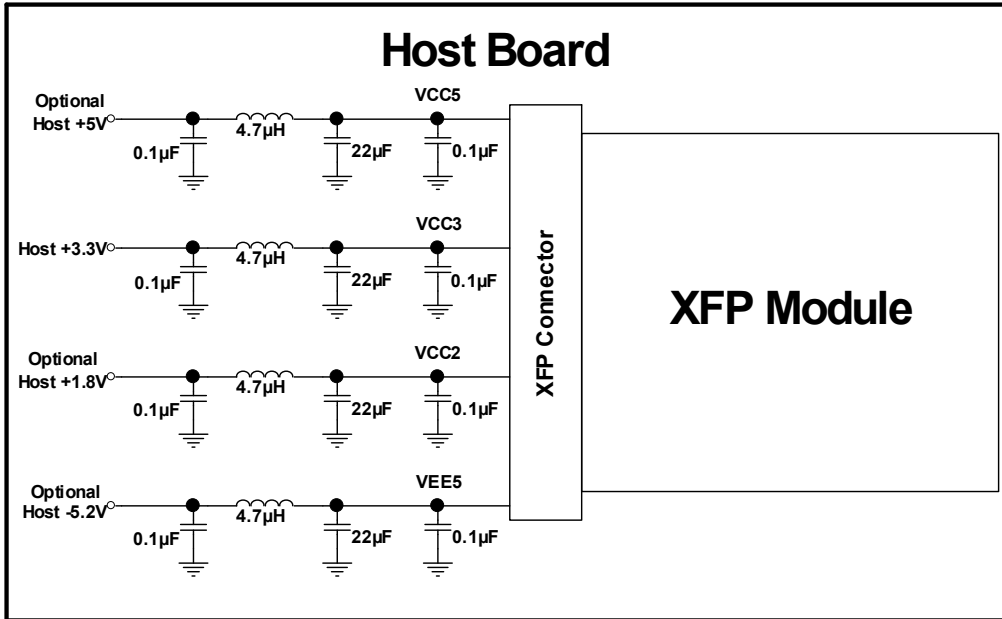 Host Board
Optional
Host +5V
0.1µF
4.7µH
22µF
VCC5
0.1µF
Host +3.3V
0.1µF
4.7µH
22µF
VCC3
0.1µF
Optional
Host +1.8V
0.1µF
4.7µH
22µF
VCC2
0.1µF
Optional
Host -5.2V
0.1µF
4.7µH
22µF
VEE5
0.1µF
XFP Connector
XFP Module